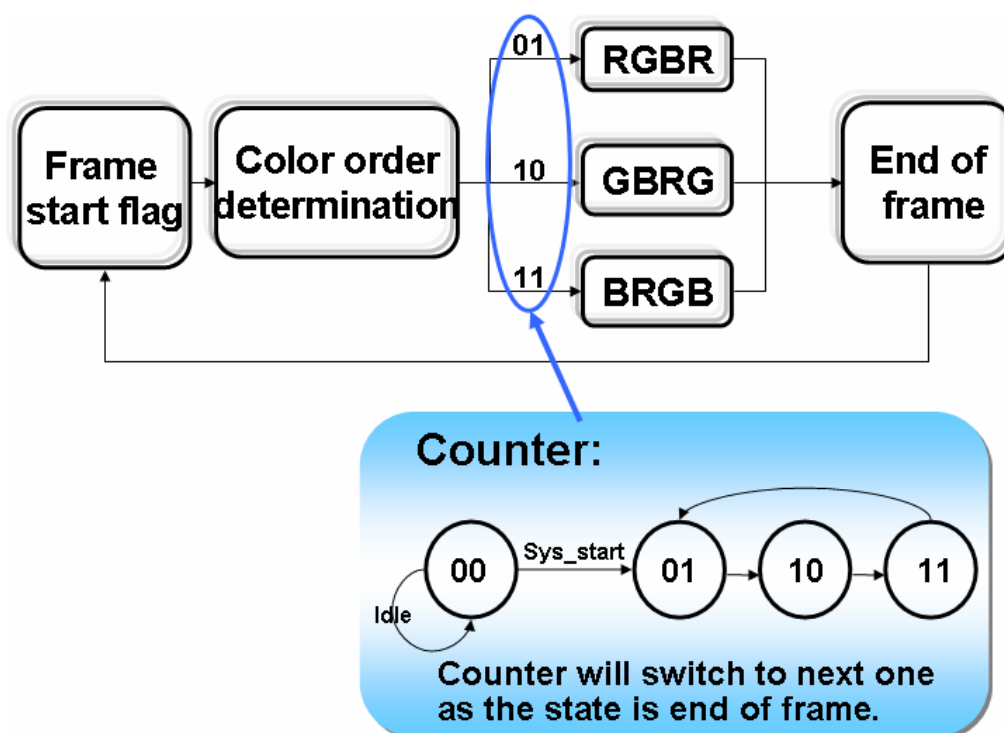 Frame
start flag
Color order
determination
01
RGBR
10
GBRG
11
BRGB
End of
frame
Counter:
00
Idle
Sys_start
01
10
11
Counter will switch to next one
as the state is end of frame.